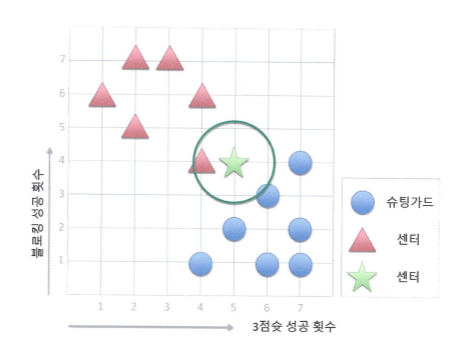 블로킹 성공 횟수
7
6
5
4
3
2
1
1 2 3 4 5 6 7
3점슛 성공 횟수
슈팅가드
센터
센터